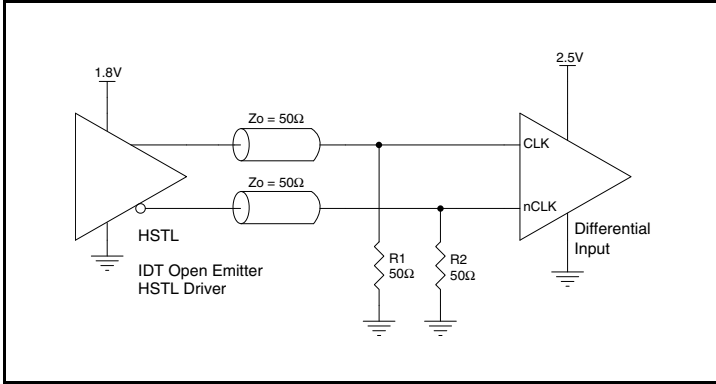 1.8V
2.5V
Zo = 50Ω
CLK
Zo = 50Ω
nCLK
HSTL
Differential
Input
IDT Open Emitter
HSTL Driver
R1
50Ω
R2
50Ω